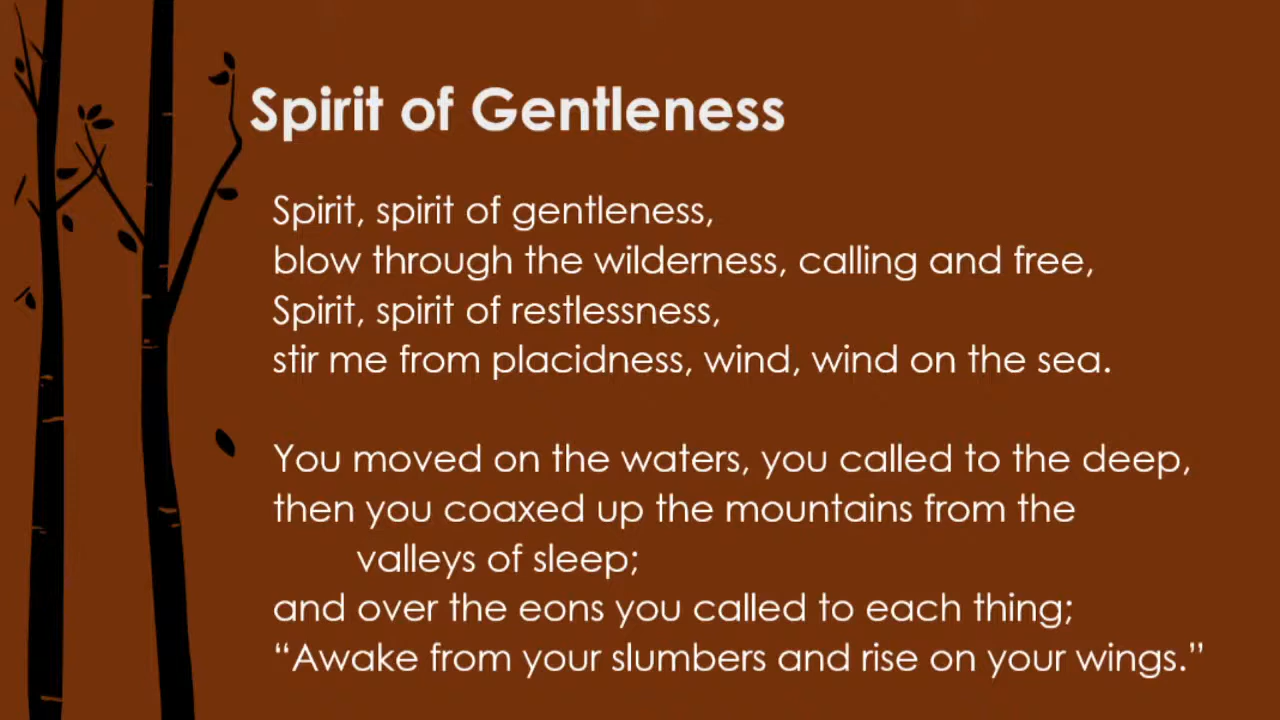 Spirit of Gentleness
Spirit, spirit of gentleness,
blow through the wilderness, calling and free,
Spirit, spirit of restlessness,
stir me from placidness, wind, wind on the sea.
You moved on the waters, you called to the deep,
then you coaxed up the mountains from the
valleys of sleep;
and over the eons you called to each thing;
“Awake from your slumbers and rise on your wings.”